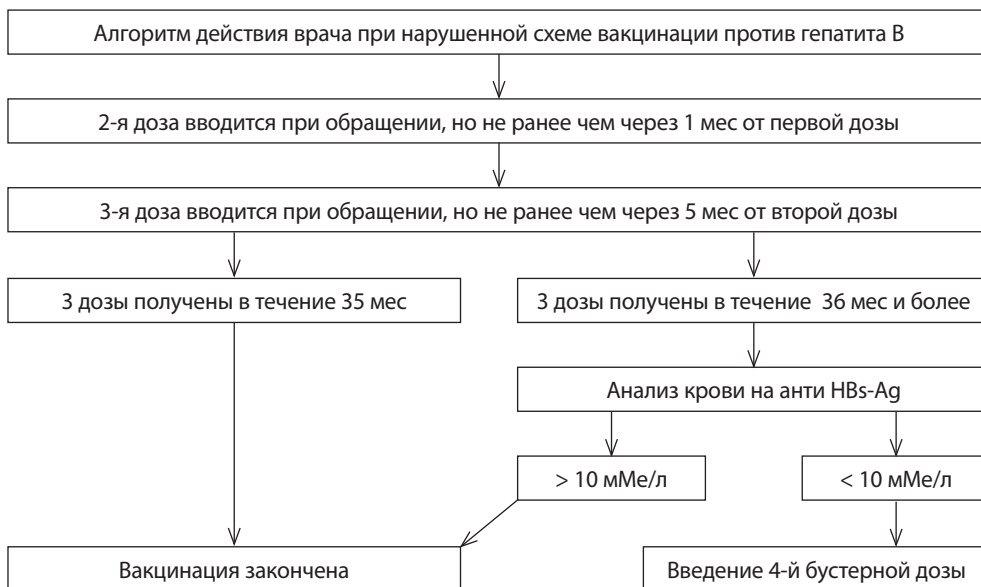 Алгоритм действия врача при нарушенной схеме вакцинации против гепатита В
2-я доза вводится при обращении, но не ранее чем через 1 мес от первой дозы
3-я доза вводится при обращении, но не ранее чем через 5 мес от второй дозы
3 дозы получены в течение 35 мес
3 дозы получены в течение 36 мес и более
Анализ крови на анти HBs-Ag
> 10 мМе/л
< 10 мМе/л
Вакцинация закончена
Введение 4-й бустерной дозы